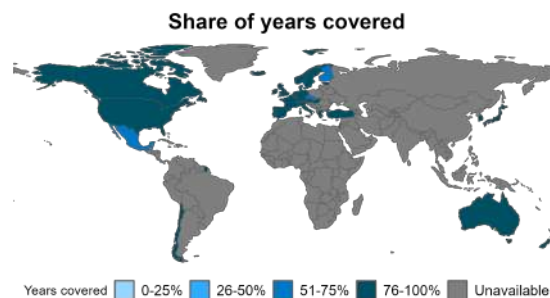 Share of years covered
Years covered 0-25% 26-50% 51-75% 76-100% Unavailable